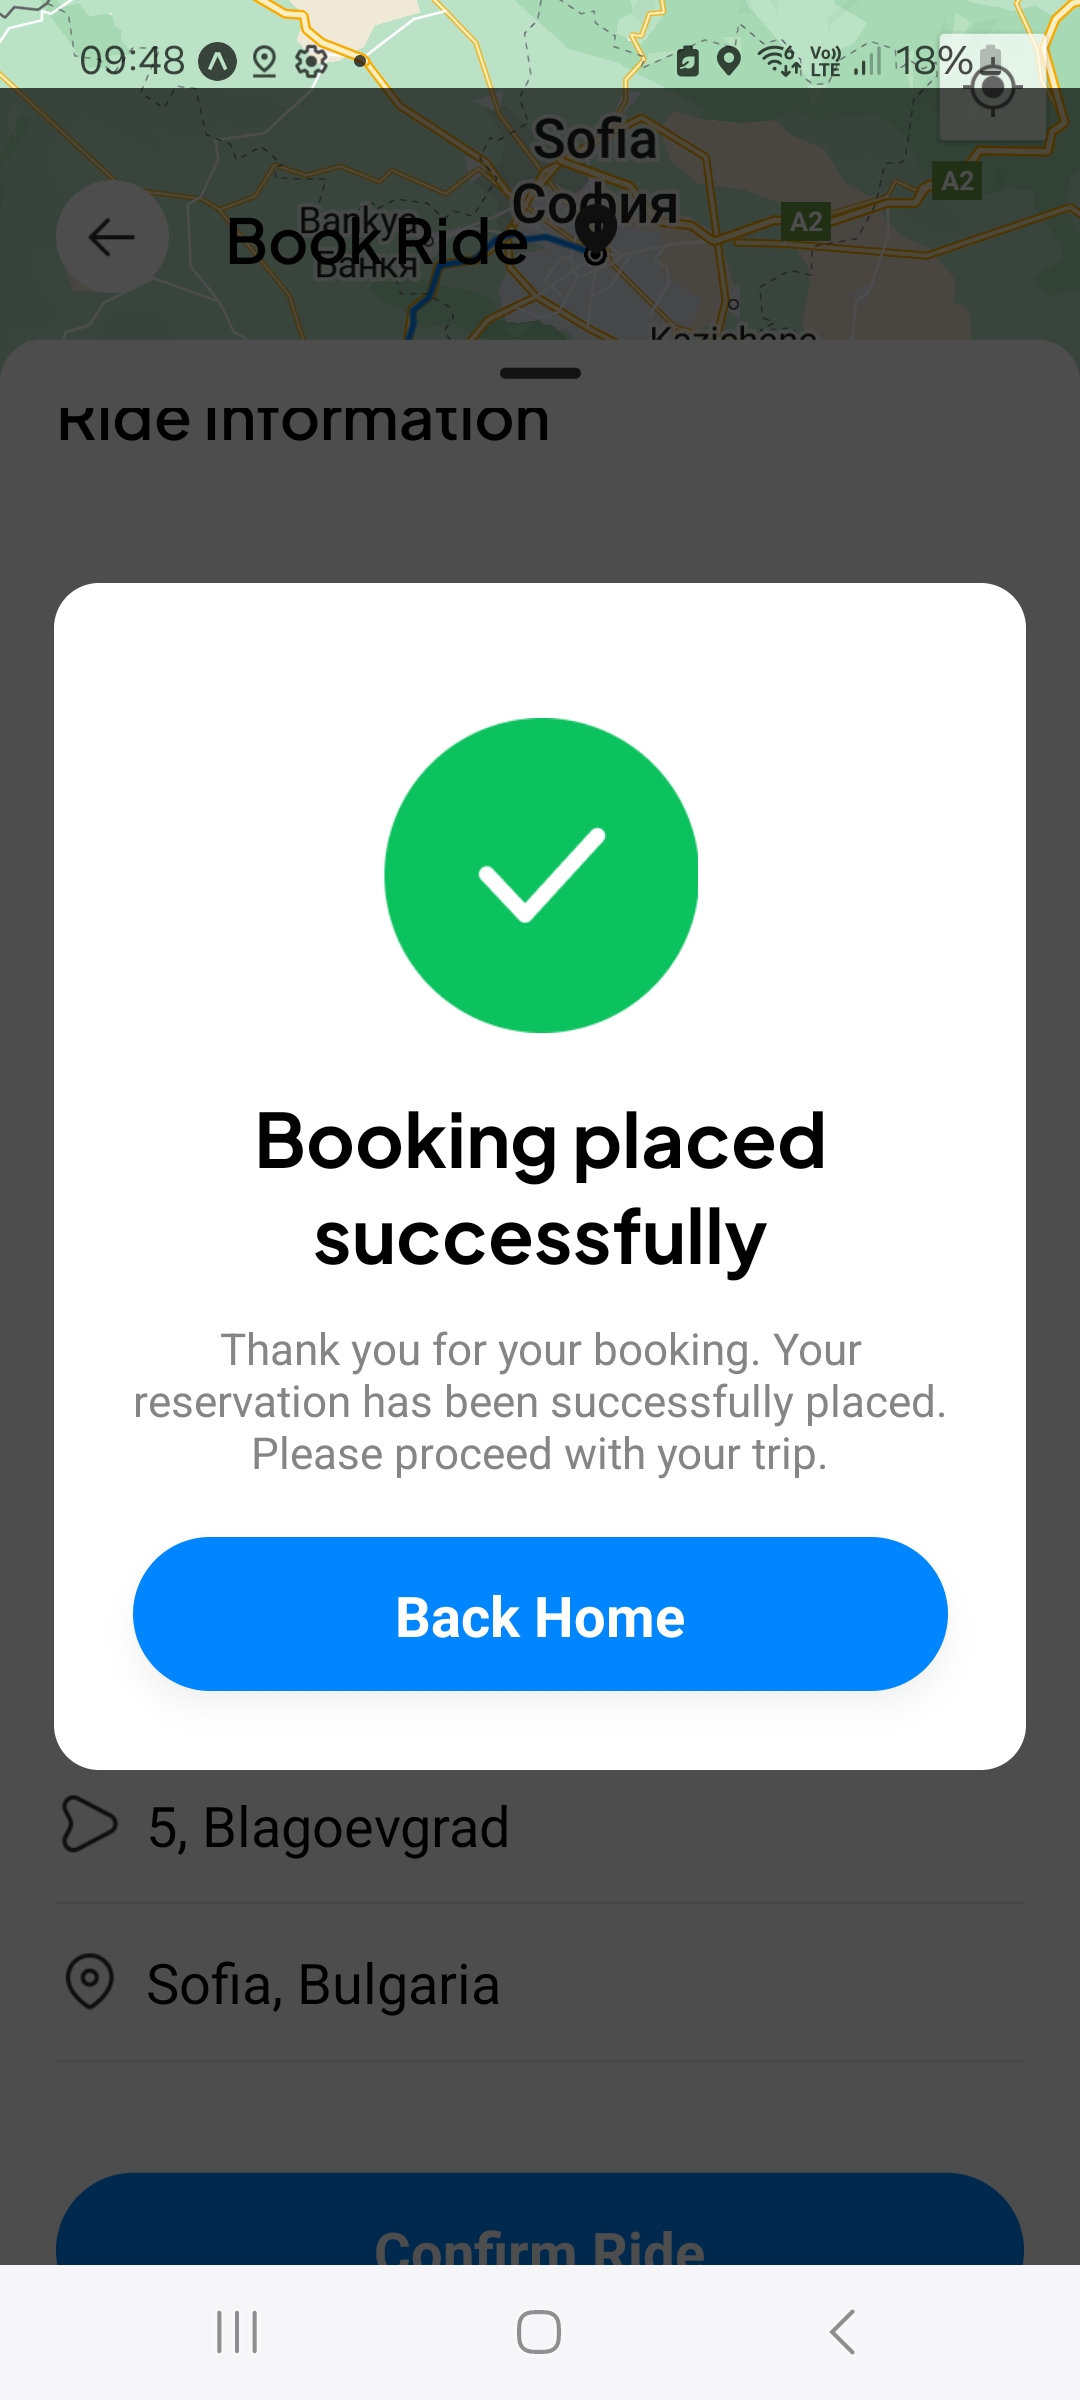 09:48
Vo)) LTE
18%
Sofia
София
A2
A2
Bankya
Банкя
Book Ride
Kazichene
Ride Information
Booking placed
successfully
Thank you for your booking. Your
reservation has been successfully placed.
Please proceed with your trip.
Back Home
5, Blagoevgrad
Sofia, Bulgaria
Confirm Ride